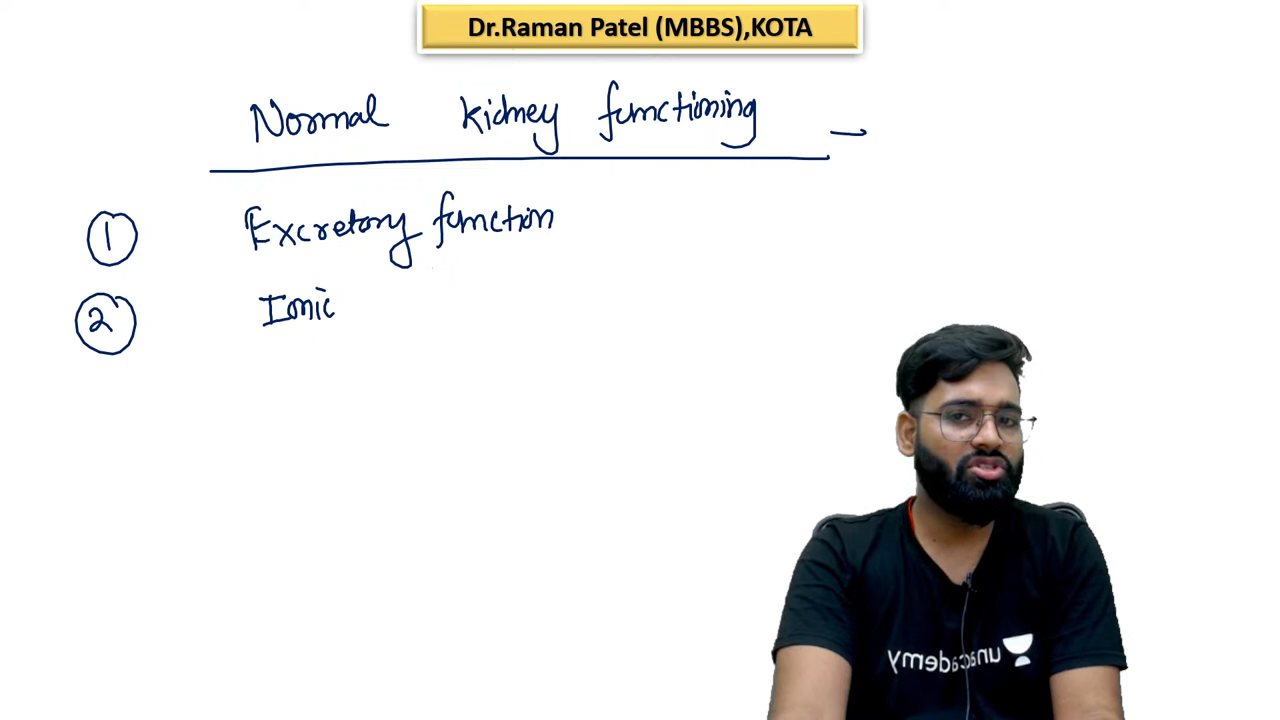 Dr.Raman Patel (MBBS),KOTA
Normal kidney functioning →
1 Excretory function
2 Ionic
unacademy